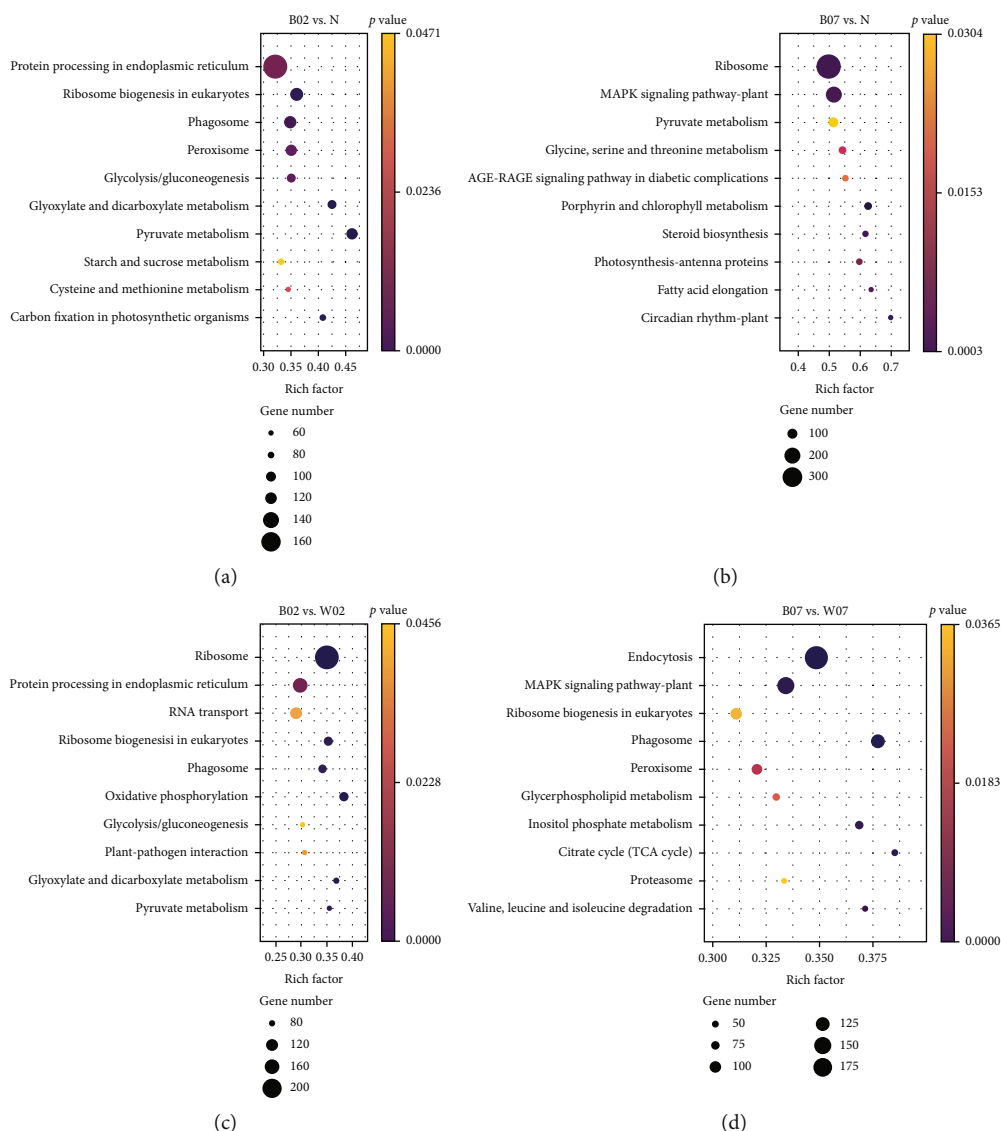 B02 vs. N
p value
Protein processing in endoplasmic reticulum
Ribosome biogenesis in eukaryotes
Phagosome
Peroxisome
Glycolysis/gluconeogenesis
Glyoxylate and dicarboxylate metabolism
Pyruvate metabolism
Starch and sucrose metabolism
Cysteine and methionine metabolism
Carbon fixation in photosynthetic organisms
0.0471
0.0236
0.0000
0.30 0.35 0.40 0.45
Rich factor
Gene number
60
80
100
120
140
160
(a)
B07 vs. N
p value
Ribosome
MAPK signaling pathway-plant
Pyruvate metabolism
Glycine, serine and threonine metabolism
AGE-RAGE signaling pathway in diabetic complications
Porphyrin and chlorophyll metabolism
Steroid biosynthesis
Photosynthesis-antenna proteins
Fatty acid elongation
Circadian rhythm-plant
0.0304
0.0153
0.0003
0.4 0.5 0.6 0.7
Rich factor
Gene number
100
200
300
(b)
B02 vs. W02
p value
Ribosome
Protein processing in endoplasmic reticulum
RNA transport
Ribosome biogenesisi in eukaryotes
Phagosome
Oxidative phosphorylation
Glycolysis/gluconeogenesis
Plant-pathogen interaction
Glyoxylate and dicarboxylate metabolism
Pyruvate metabolism
0.0456
0.0228
0.0000
0.25 0.30 0.35 0.40
Rich factor
Gene number
80
120
160
200
(c)
B07 vs. W07
p value
Endocytosis
MAPK signaling pathway-plant
Ribosome biogenesis in eukaryotes
Phagosome
Peroxisome
Glycerphospholipid metabolism
Inositol phosphate metabolism
Citrate cycle (TCA cycle)
Proteasome
Valine, leucine and isoleucine degradation
0.0365
0.0183
0.0000
0.300 0.325 0.350 0.375
Rich factor
Gene number
50
75
100
125
150
175
(d)